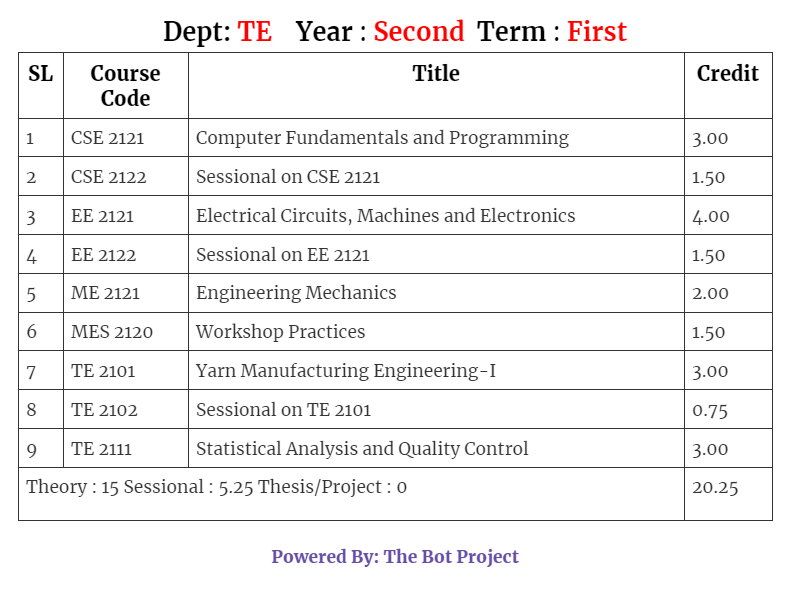 Dept: TE Year : Second Term : First
SL Course Code Title Credit
1 CSE 2121 Computer Fundamentals and Programming 3.00
2 CSE 2122 Sessional on CSE 2121 1.50
3 EE 2121 Electrical Circuits, Machines and Electronics 4.00
4 EE 2122 Sessional on EE 2121 1.50
5 ME 2121 Engineering Mechanics 2.00
6 MES 2120 Workshop Practices 1.50
7 TE 2101 Yarn Manufacturing Engineering-I 3.00
8 TE 2102 Sessional on TE 2101 0.75
9 TE 2111 Statistical Analysis and Quality Control 3.00
Theory : 15 Sessional : 5.25 Thesis/Project : 0 20.25
Powered By: The Bot Project